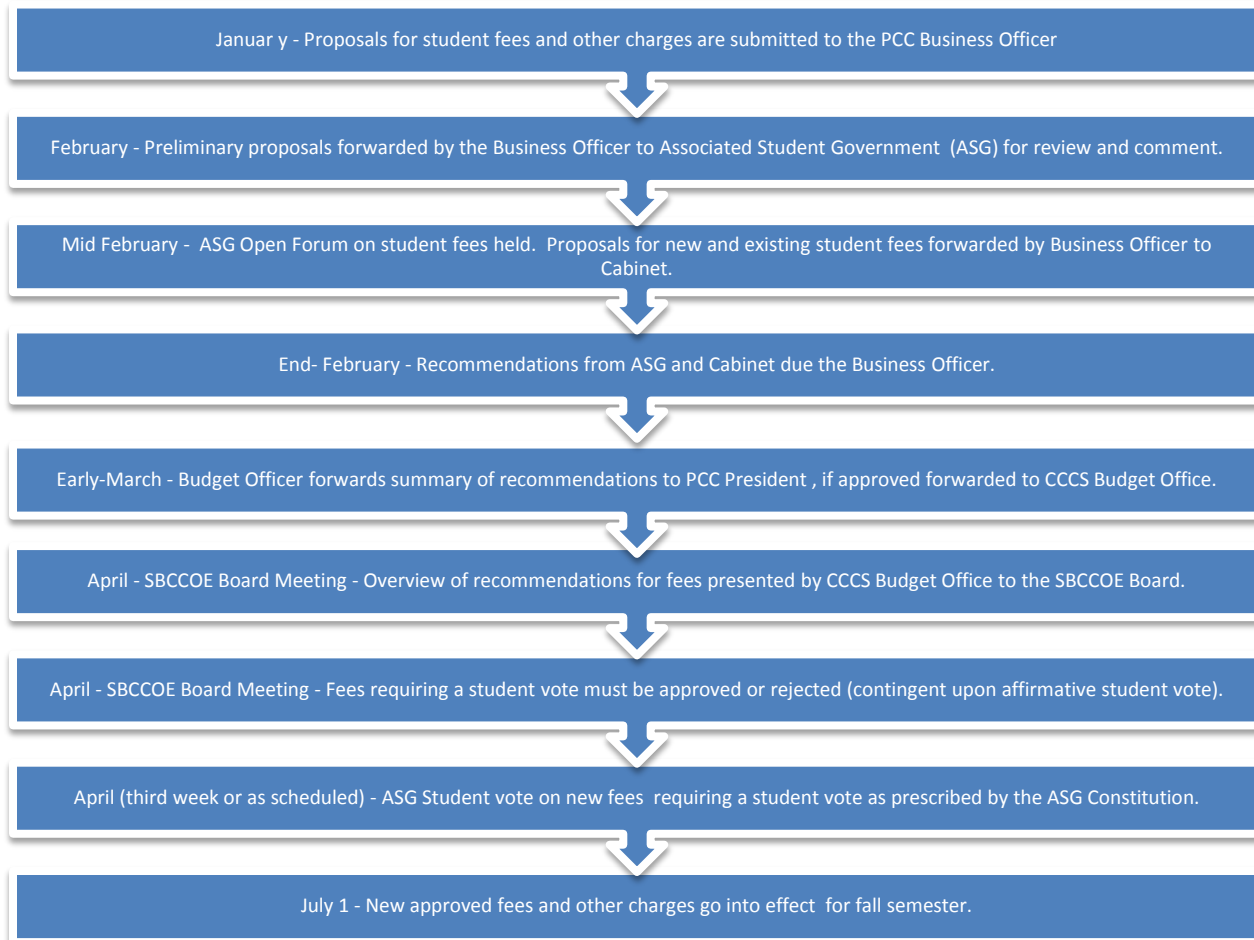 Januar y - Proposals for student fees and other charges are submitted to the PCC Business Officer
February - Preliminary proposals forwarded by the Business Officer to Associated Student Government (ASG) for review and comment.
Mid February - ASG Open Forum on student fees held. Proposals for new and existing student fees forwarded by Business Officer to
Cabinet.
End- February - Recommendations from ASG and Cabinet due the Business Officer.
Early-March - Budget Officer forwards summary of recommendations to PCC President , if approved forwarded to CCCS Budget Office.
April - SBCCOE Board Meeting - Overview of recommendations for fees presented by CCCS Budget Office to the SBCCOE Board.
April - SBCCOE Board Meeting - Fees requiring a student vote must be approved or rejected (contingent upon affirmative student vote).
April (third week or as scheduled) - ASG Student vote on new fees requiring a student vote as prescribed by the ASG Constitution.
July 1 - New approved fees and other charges go into effect for fall semester.